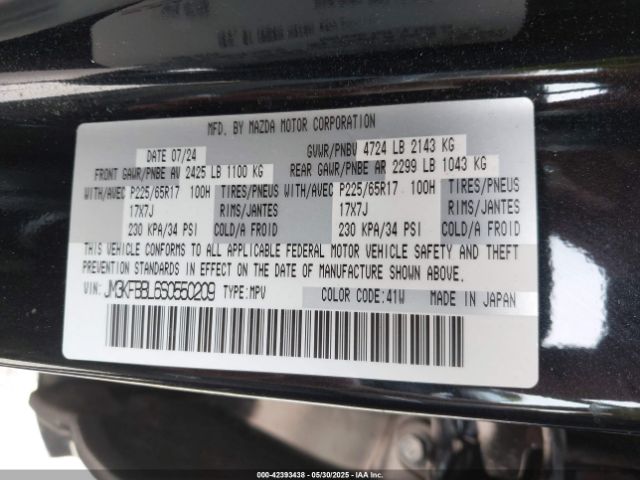 MFD. BY MAZDA MOTOR CORPORATION
DATE 07/24 GVWR/PNBV 4724 LB 2143 KG
FRONT GAWR/PNBE AV 2425 LB 1100 KG REAR GAWR/PNBE AR 2299 LB 1043 KG
WITH/AVEC P225/65R17 100H TIRES/PNEUS WITH/AVEC P225/65R17 100H TIRES/PNEUS
17X7J RIMS/JANTES 17X7J RIMS/JANTES
230 KPA/34 PSI COLD/A FROID 230 KPA/34 PSI COLD/A FROID
THIS VEHICLE CONFORMS TO ALL APPLICABLE FEDERAL MOTOR VEHICLE SAFETY AND THEFT
PREVENTION STANDARDS IN EFFECT ON THE DATE OF MANUFACTURE SHOWN ABOVE.
VIN: JM3KFBBL6S0550209 TYPE:MPV COLOR CODE:41W MADE IN JAPAN
00-42393438 - 05/30/2025 - IAA Inc.